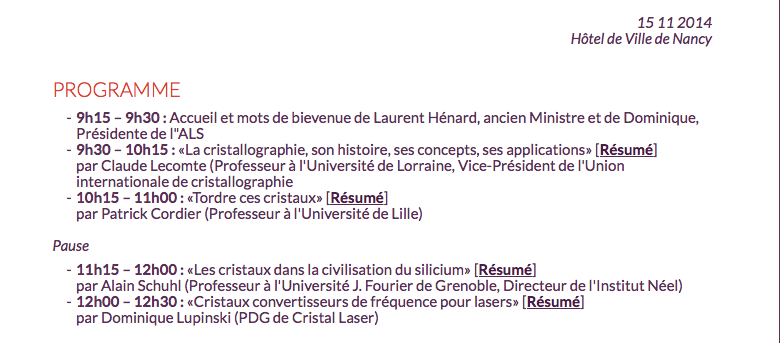 15 11 2014
Hôtel de Ville de Nancy
PROGRAMME
- 9h15 – 9h30 : Accueil et mots de bievenue de Laurent Hénard, ancien Ministre et de Dominique,
Présidente de l"ALS
- 9h30 – 10h15 : «La cristallographie, son histoire, ses concepts, ses applications» [Résumé]
par Claude Lecomte (Professeur à l'Université de Lorraine, Vice-Président de l'Union
internationale de cristallographie
- 10h15 – 11h00 : «Tordre ces cristaux» [Résumé]
par Patrick Cordier (Professeur à l'Université de Lille)
Pause
- 11h15 – 12h00 : «Les cristaux dans la civilisation du silicium» [Résumé]
par Alain Schuhl (Professeur à l'Université J. Fourier de Grenoble, Directeur de l'Institut Néel)
- 12h00 – 12h30 : «Cristaux convertisseurs de fréquence pour lasers» [Résumé]
par Dominique Lupinski (PDG de Cristal Laser)